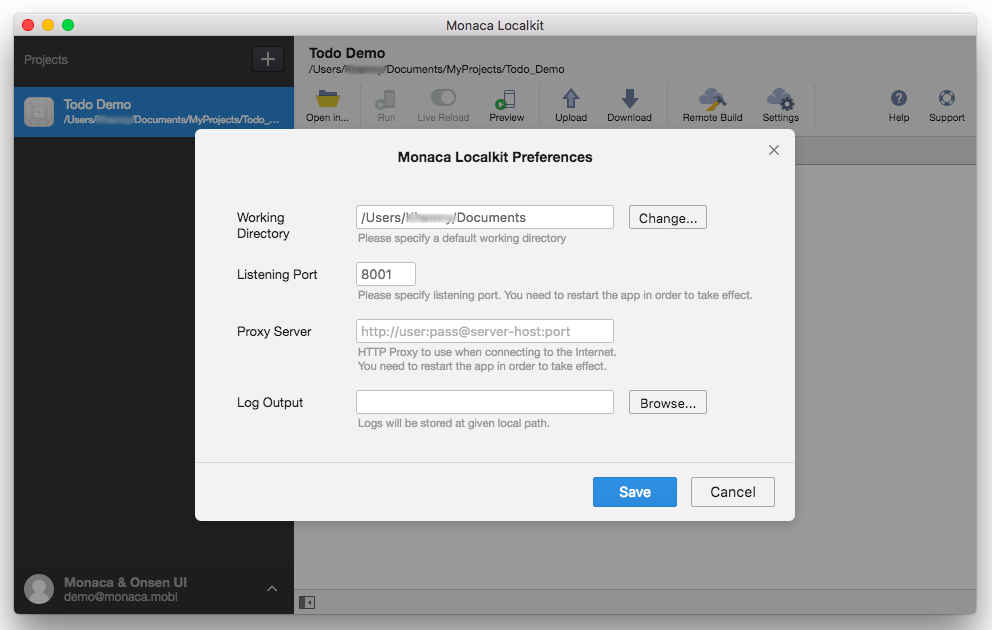 Monaca Localkit
Projects
+
Todo Demo
/Users/ /Documents/MyProjects/Todo_...
Todo Demo
/Users/ /Documents/MyProjects/Todo_Demo
Open in...
Run
Live Reload
Preview
Upload
Download
Remote Build
Settings
Help
Support
Monaca Localkit Preferences
Working
Directory
/Users/ /Documents
Change...
Please specify a default working directory
Listening Port
8001
Please specify listening port. You need to restart the app in order to take effect.
Proxy Server
http://user:pass@server-host:port
HTTP Proxy to use when connecting to the Internet.
You need to restart the app in order to take effect.
Log Output
Browse...
Logs will be stored at given local path.
Save
Cancel
Monaca & Onsen UI
demo@monaca.mobi